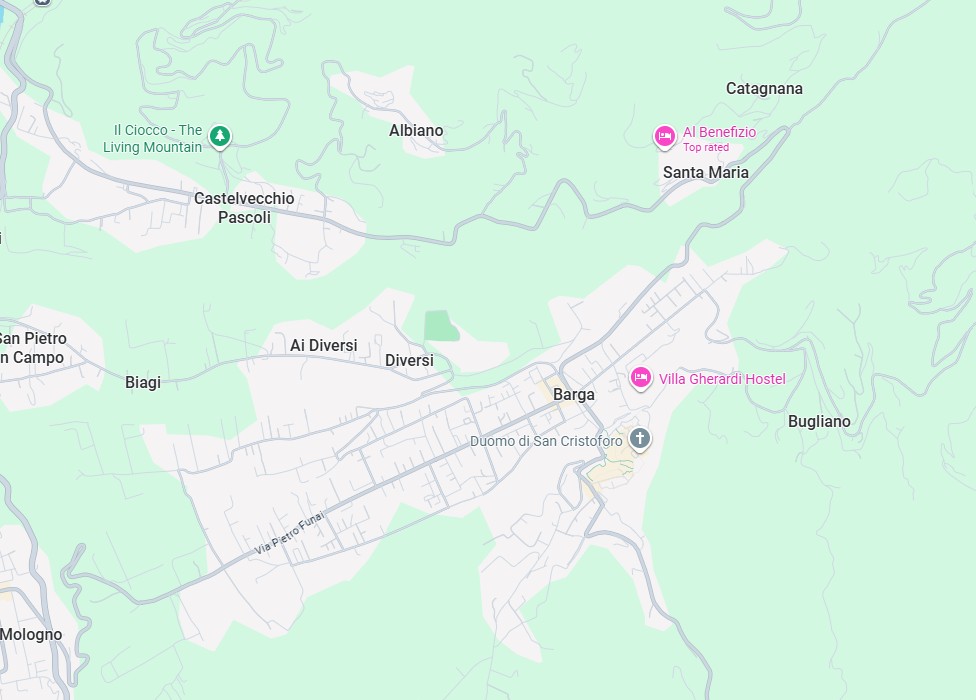 Catagnana
Il Ciocco - The
Living Mountain
Albiano
Al Benefizio
Top rated
Santa Maria
Castelvecchio
Pascoli
i
San Pietro
n Campo
Ai Diversi
Diversi
Biagi
Barga
Villa Gherardi Hostel
Bugliano
Duomo di San Cristoforo
Via Pietro Funai
Mologno